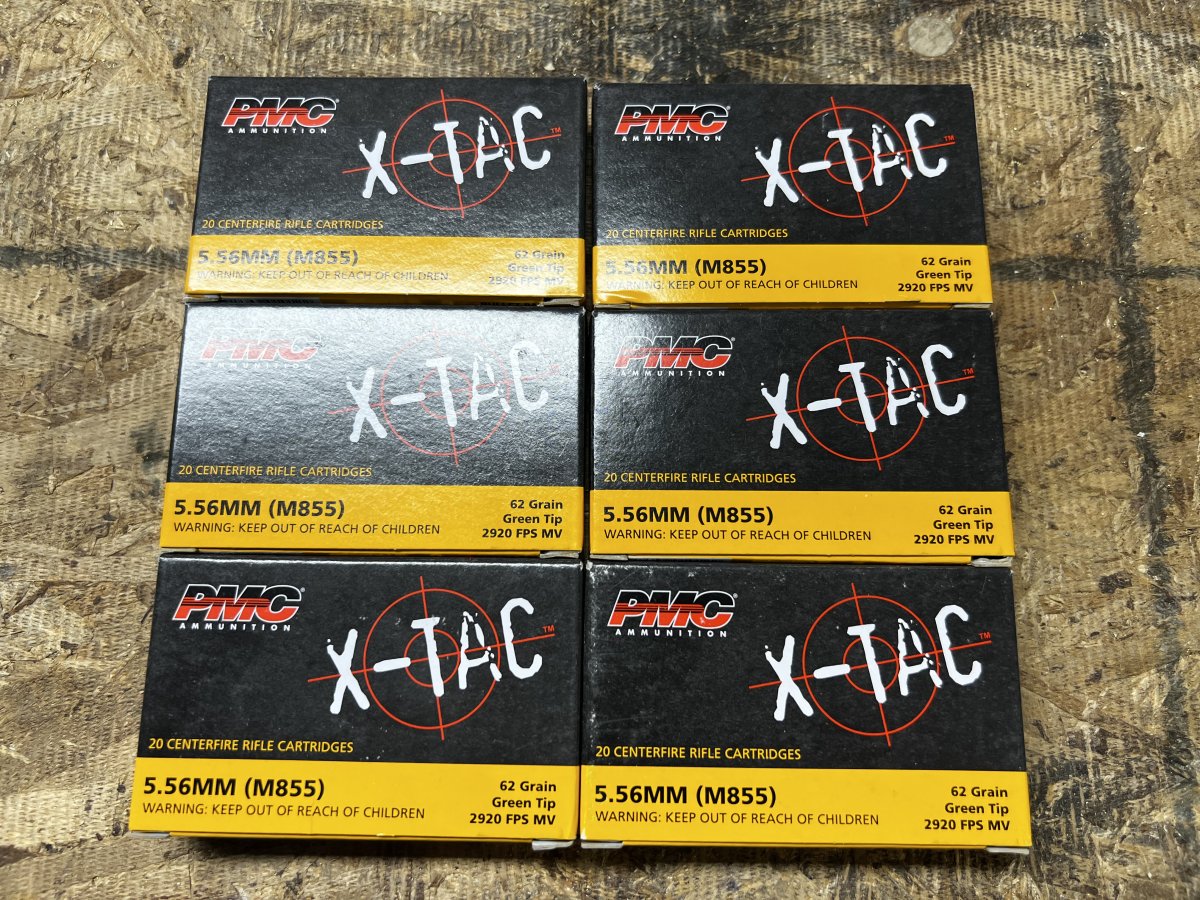 PMC®
AMMUNITION
X-TAC™
20 CENTERFIRE RIFLE CARTRIDGES
5.56MM (M855)
WARNING: KEEP OUT OF REACH OF CHILDREN
62 Grain
Green Tip
2920 FPS MV
PMC®
AMMUNITION
X-TAC™
20 CENTERFIRE RIFLE CARTRIDGES
5.56MM (M855)
WARNING: KEEP OUT OF REACH OF CHILDREN
62 Grain
Green Tip
2920 FPS MV
PMC
X-TAC
20 CENTERFIRE RIFLE CARTRIDGES
5.56MM (M855)
WARNING: KEEP OUT OF REACH OF CHILDREN
62 Grain
Green Tip
2920 FPS MV
PMC®
AMMUNITION
X-TAC™
20 CENTERFIRE RIFLE CARTRIDGES
5.56MM (M855)
WARNING: KEEP OUT OF REACH OF CHILDREN
62 Grain
Green Tip
2920 FPS MV
PMC®
AMMUNITION
X-TAC™
20 CENTERFIRE RIFLE CARTRIDGES
5.56MM (M855)
WARNING: KEEP OUT OF REACH OF CHILDREN
62 Grain
Green Tip
2920 FPS MV
PMC®
AMMUNITION
X-TAC™
20 CENTERFIRE RIFLE CARTRIDGES
5.56MM (M855)
WARNING: KEEP OUT OF REACH OF CHILDREN
62 Grain
Green Tip
2920 FPS MV